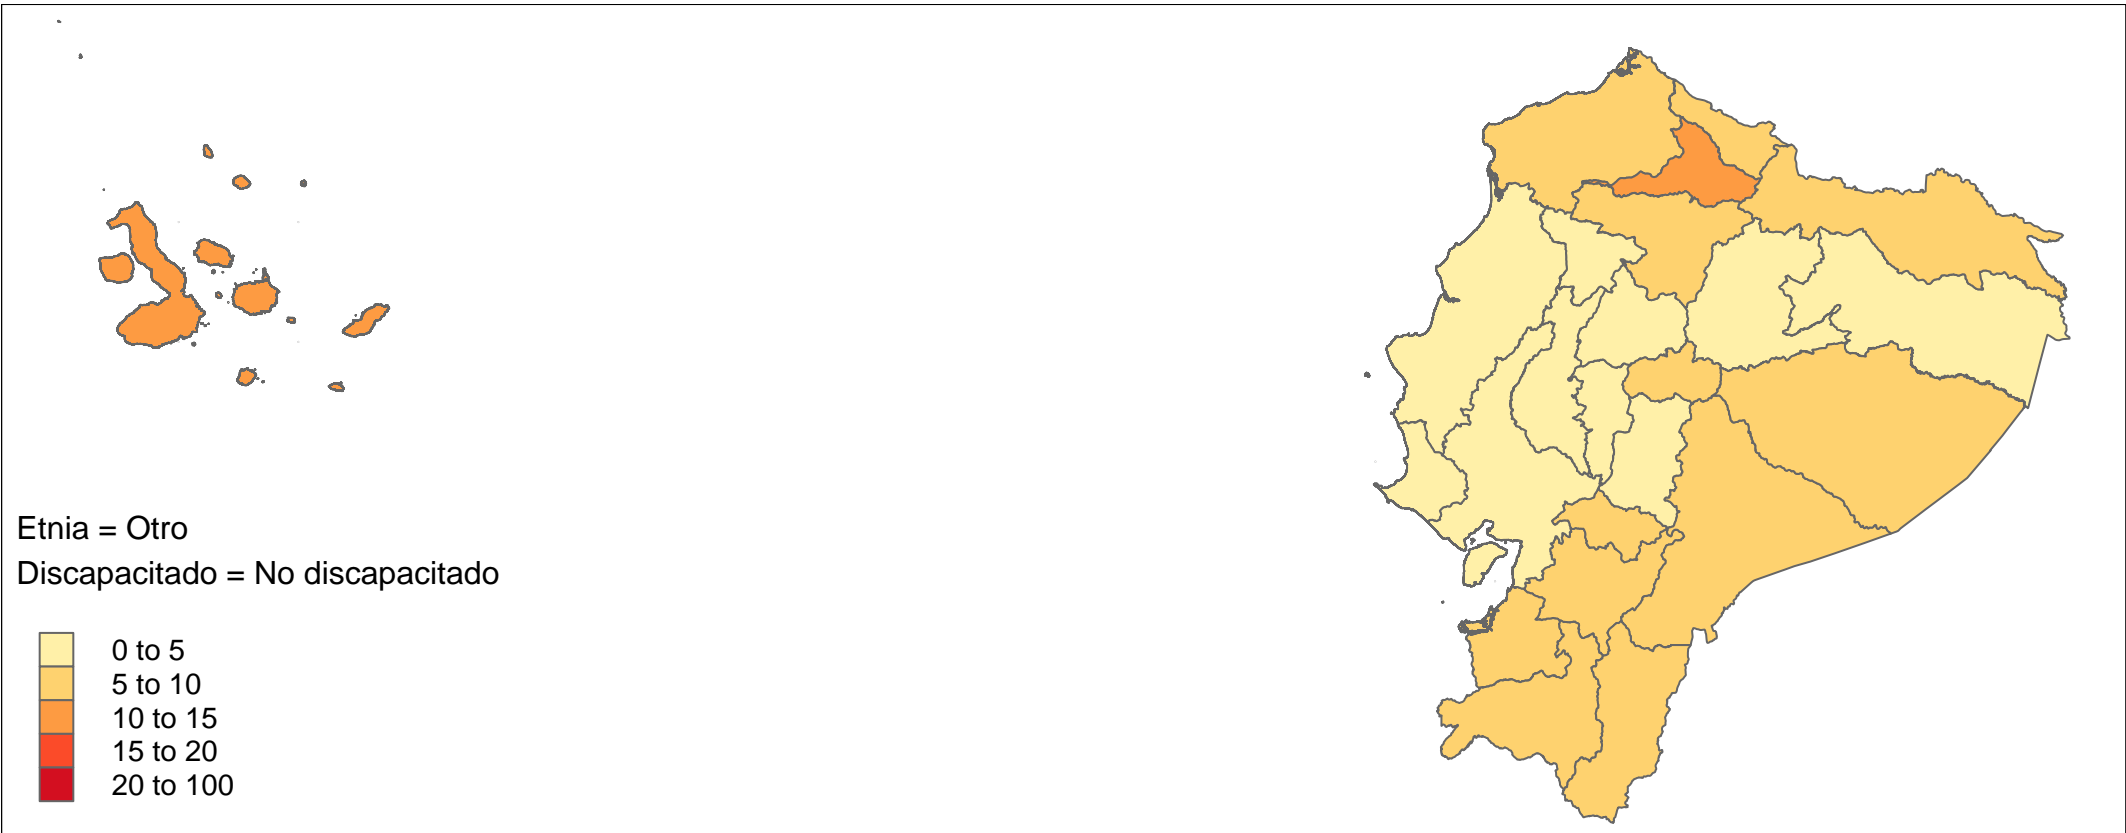 Etnia = Otro
Discapacitado = No discapacitado
0 to 5
5 to 10
10 to 15
15 to 20
20 to 100